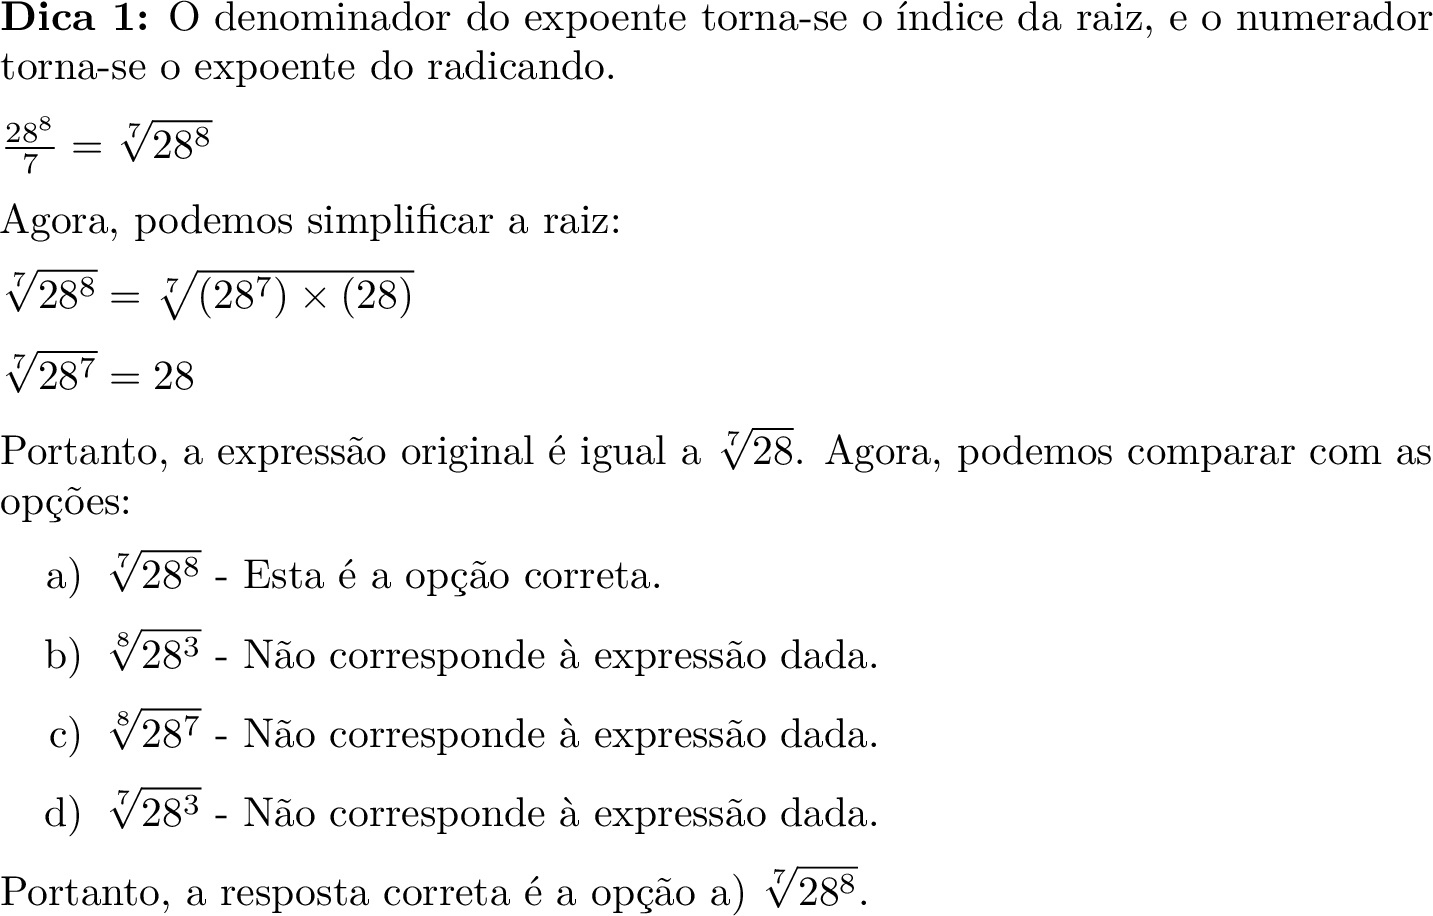 Dica 1: O denominador do expoente torna-se o índice da raiz, e o numerador
torna-se o expoente do radicando.
$\frac{28^8}{7} = \sqrt[7]{28^8}$
Agora, podemos simplificar a raiz:
$\sqrt[7]{28^8} = \sqrt[7]{(28^7) \times (28)}$
$\sqrt[7]{28^7} = 28$
Portanto, a expressão original é igual a $\sqrt[7]{28}$. Agora, podemos comparar com as
opções:
a) $\sqrt[7]{28^8}$ - Esta é a opção correta.
b) $\sqrt[8]{28^3}$ - Não corresponde à expressão dada.
c) $\sqrt[8]{28^7}$ - Não corresponde à expressão dada.
d) $\sqrt[7]{28^3}$ - Não corresponde à expressão dada.
Portanto, a resposta correta é a opção a) $\sqrt[7]{28^8}$.